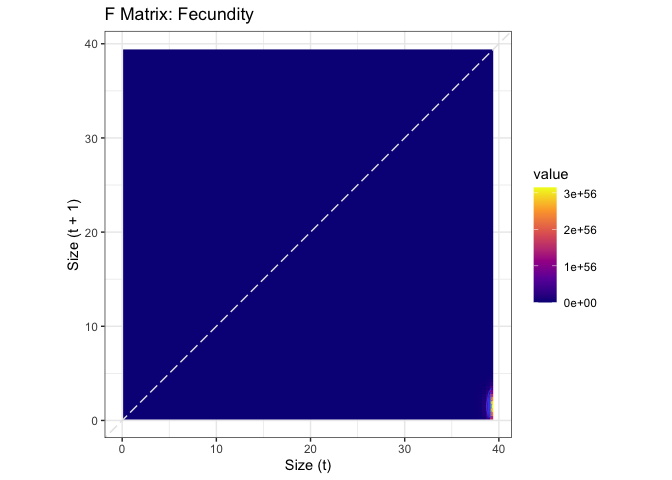 F Matrix: Fecundity
40
30
20
10
0
Size (t + 1)
0 10 20 30 40
Size (t)
value
3e+56
2e+56
1e+56
0e+00